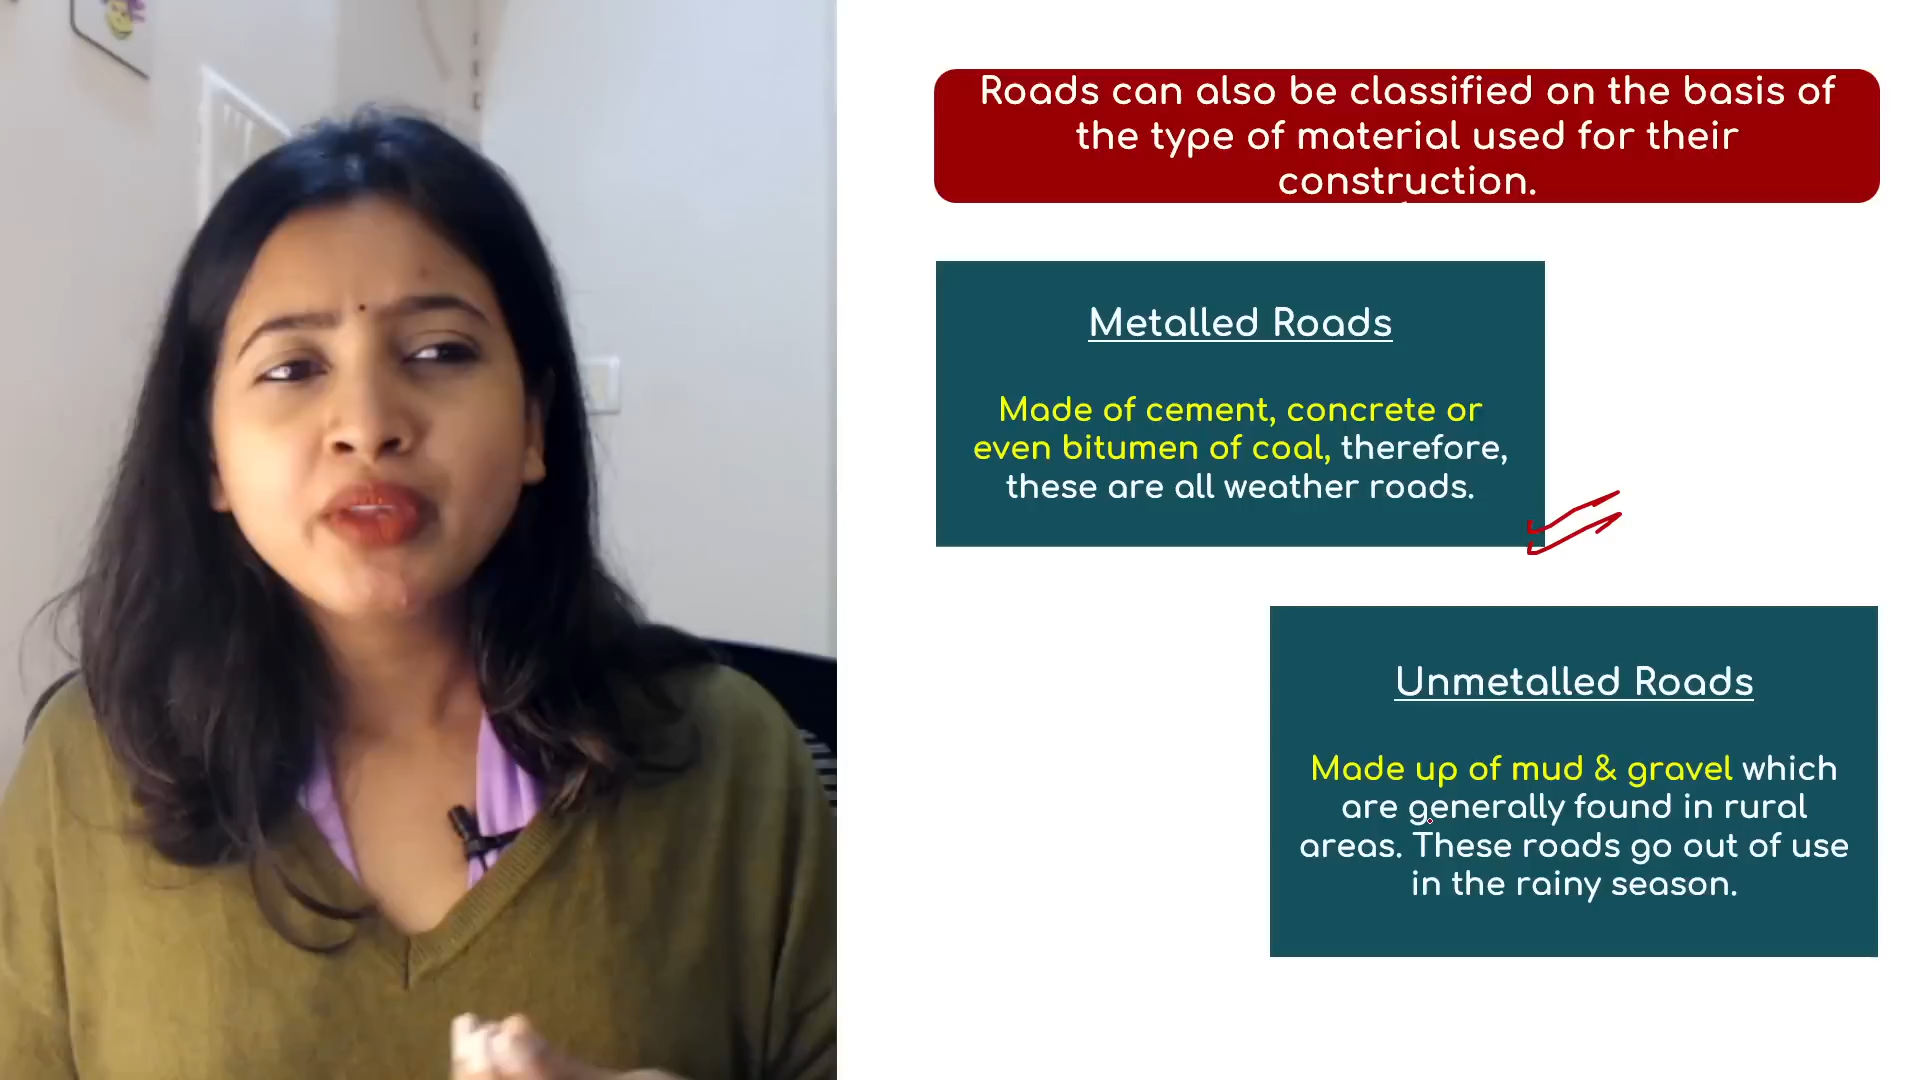 Roads can also be classified on the basis of
the type of material used for their
construction.
Metalled Roads
Made of cement, concrete or
even bitumen of coal, therefore,
these are all weather roads.
Unmetalled Roads
Made up of mud & gravel which
are generally found in rural
areas. These roads go out of use
in the rainy season.